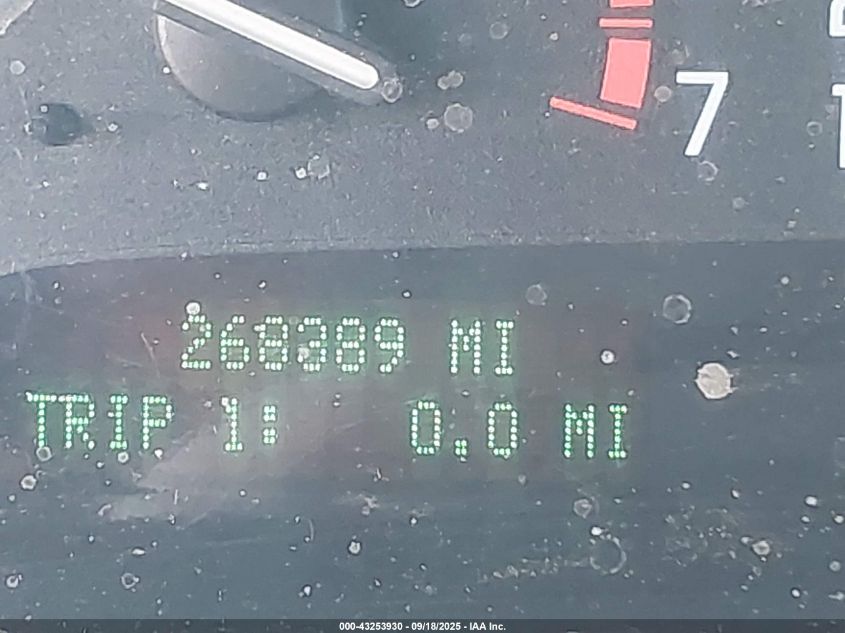 7
268389 MI
TRIP 1: 0.0 MI
000-43253930 - 09/18/2025 - IAA Inc.